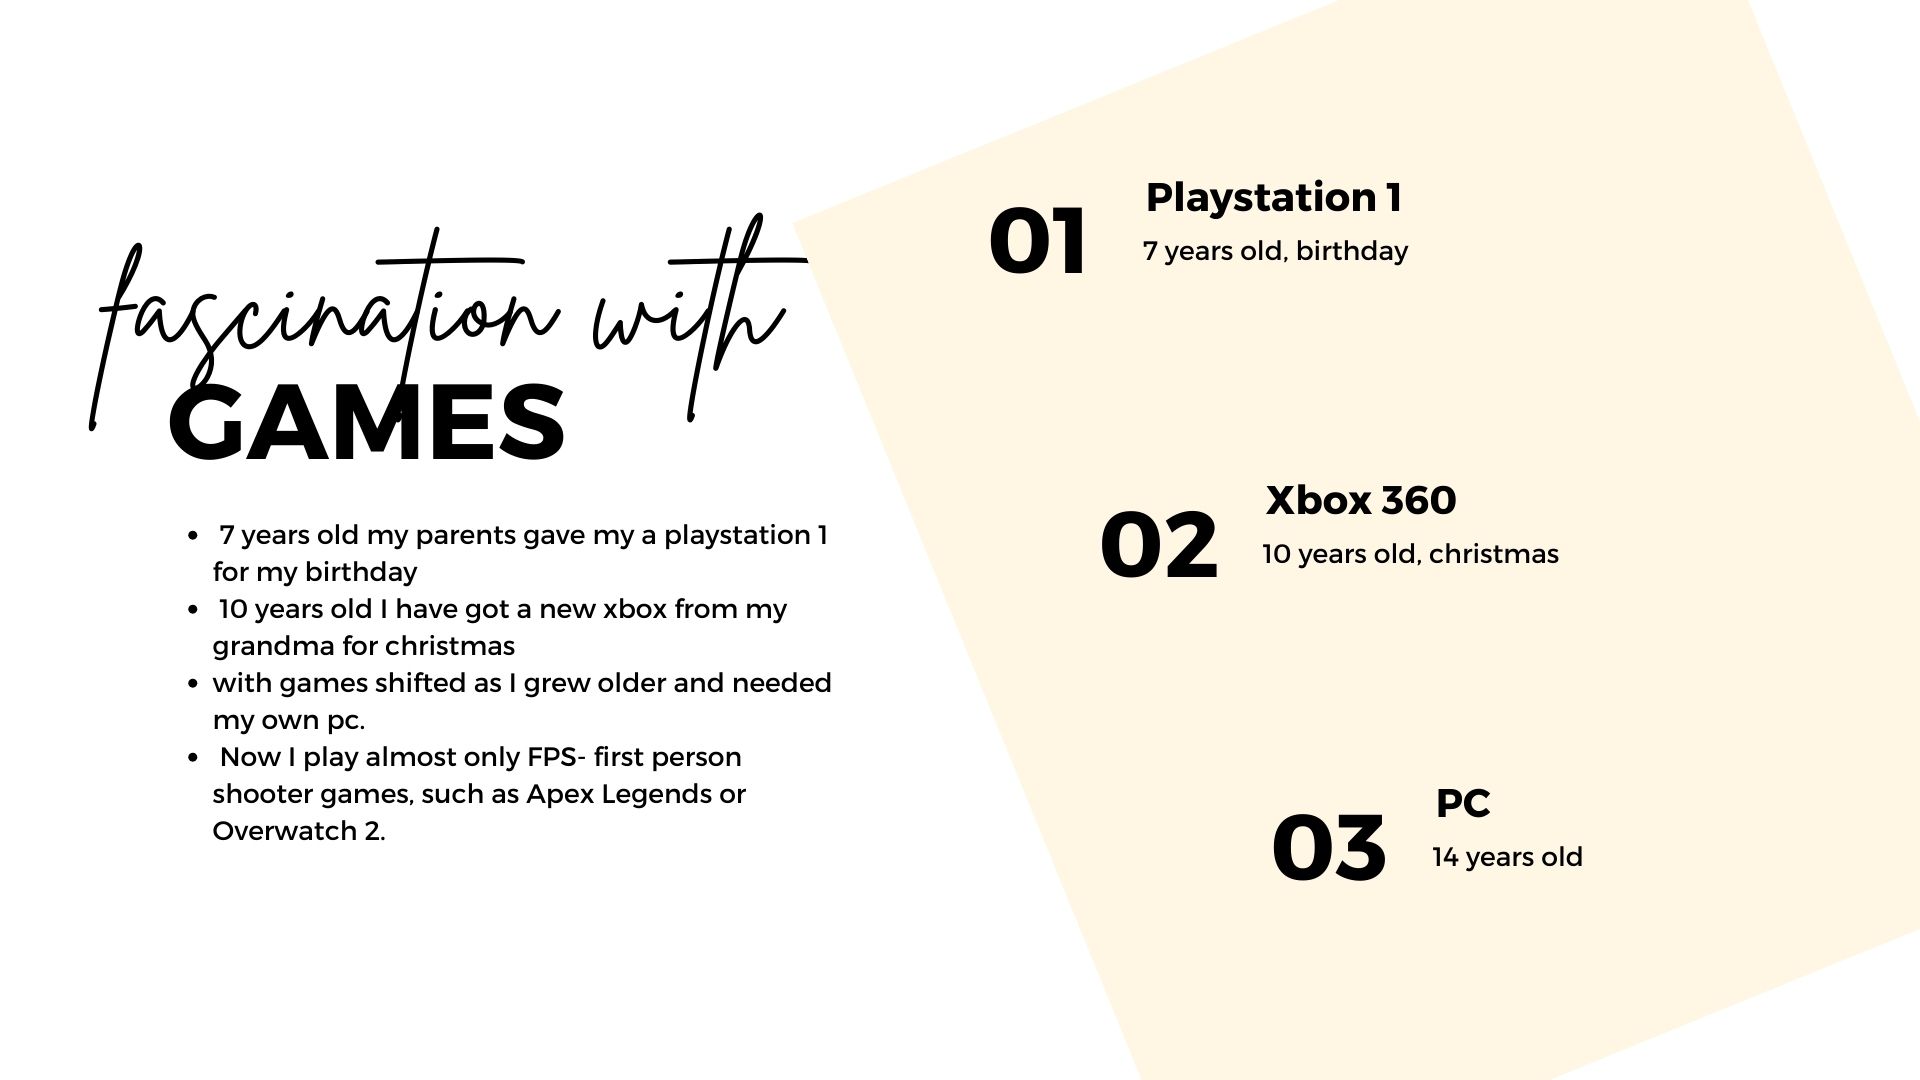 fascination with
GAMES
• 7 years old my parents gave my a playstation 1
for my birthday
• 10 years old I have got a new xbox from my
grandma for christmas
• with games shifted as I grew older and needed
my own pc.
• Now I play almost only FPS- first person
shooter games, such as Apex Legends or
Overwatch 2.
01
Playstation 1
7 years old, birthday
02
Xbox 360
10 years old, christmas
03
PC
14 years old